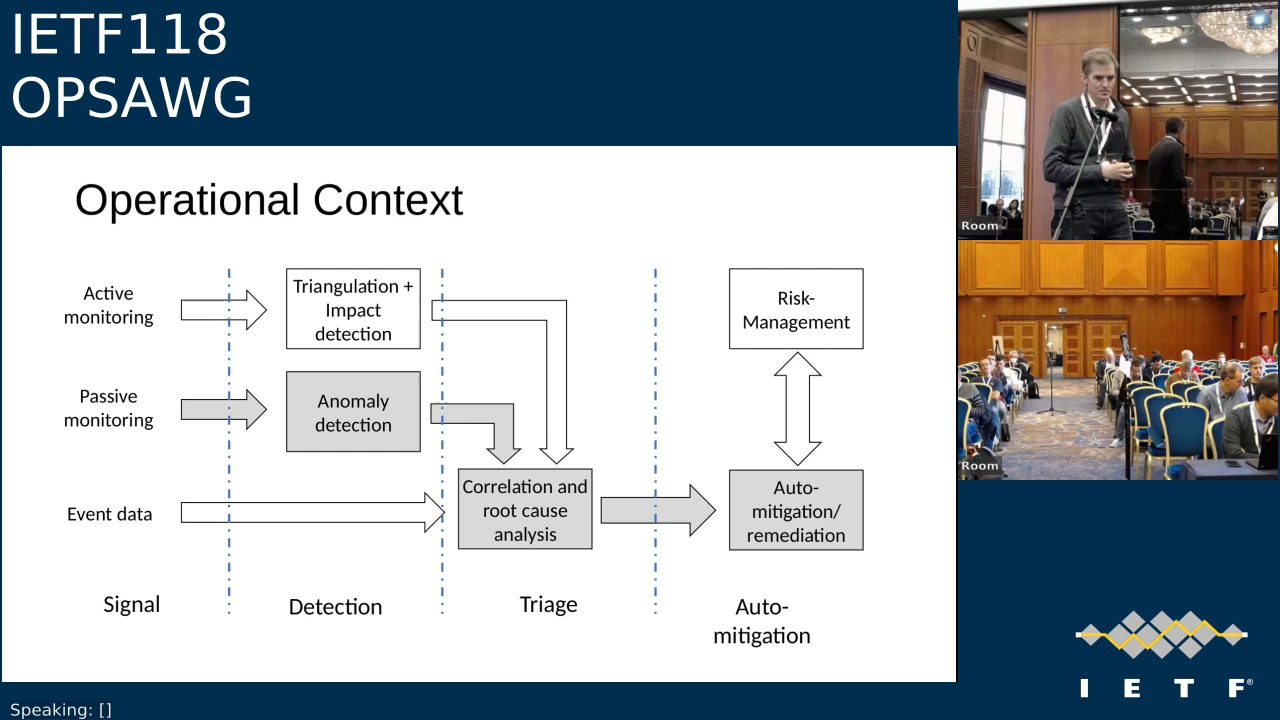 IETF118
OPSAWG
Operational Context
Active
monitoring
Triangulation +
Impact
detection
Risk-
Management
Passive
monitoring
Anomaly
detection
Event data
Correlation and
root cause
analysis
Auto-
mitigation/
remediation
Signal
Detection
Triage
Auto-
mitigation
Room
Room
I E T F®
Speaking: []